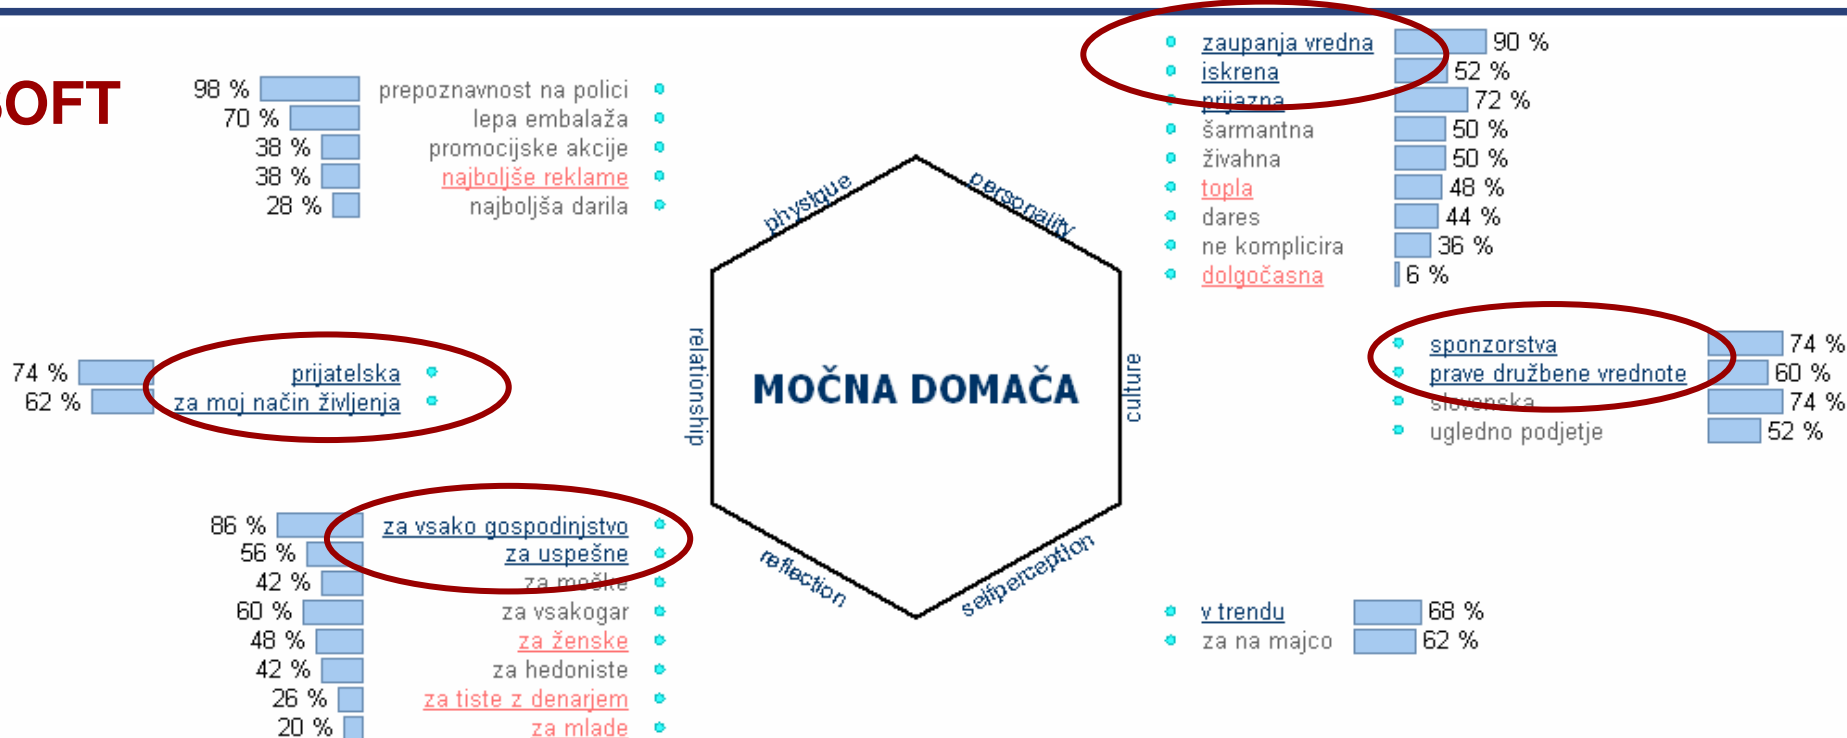 SOFT
98 % prepoznavnost na polici
70 % lepa embalaža
38 % promocijske akcije
38 % najboljše reklame
28 % najboljša darila
zaupanja vredna 90 %
iskrena 52 %
prijazna 72 %
šarmantna 50 %
živahna 50 %
topla 48 %
dares 44 %
ne komplicira 36 %
dolgočasna 6 %
physique
personality
relationship
MOČNA DOMAČA
culture
reflection
selfperception
74 % prijatelska
62 % za moj način življenja
sponzorstva 74 %
prave družbene vrednote 60 %
slovenska 74 %
ugledno podjetje 52 %
86 % za vsako gospodinjstvo
56 % za uspešne
42 % za moške
60 % za vsakogar
48 % za ženske
42 % za hedoniste
26 % za tiste z denarjem
20 % za mlade
v trendu 68 %
za na majco 62 %